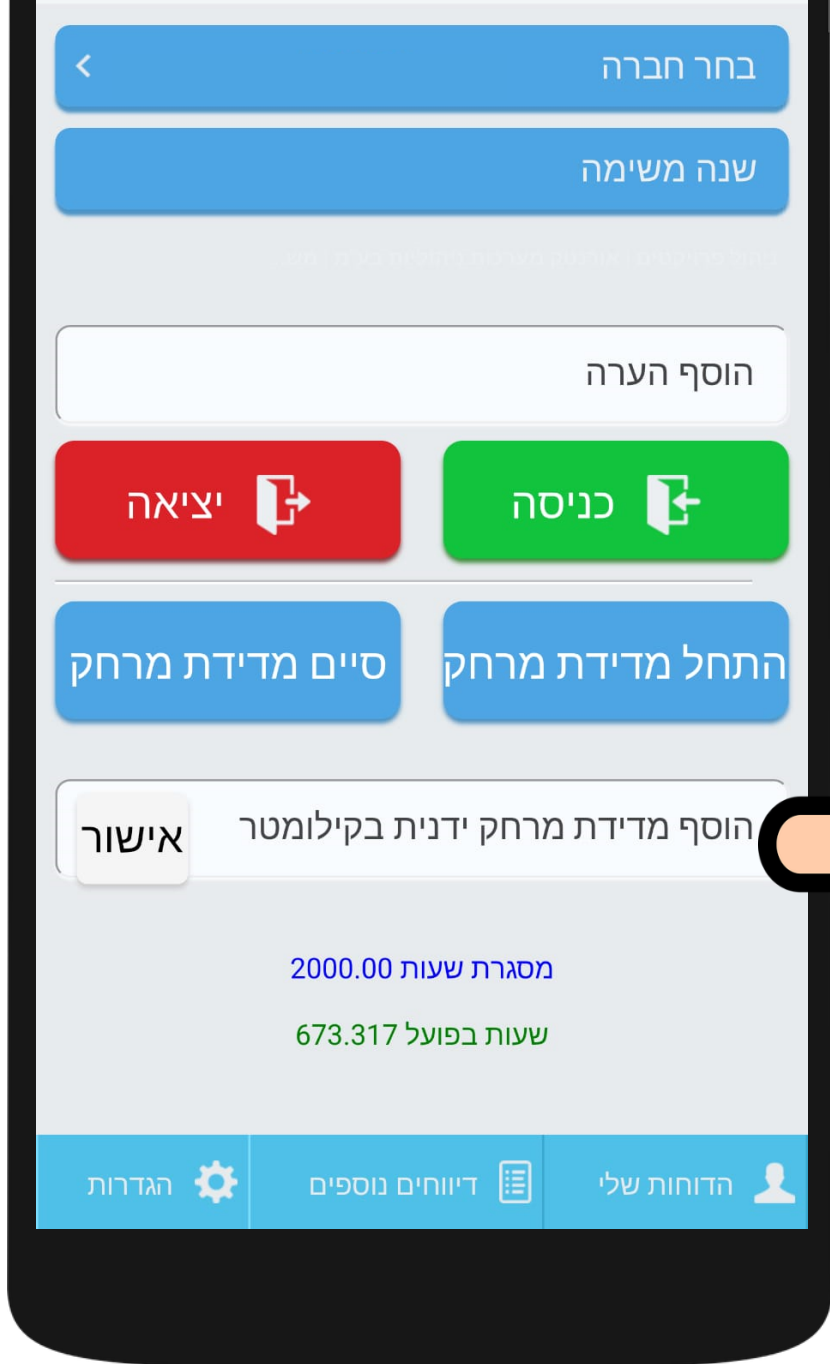 בחר חברה
שנה משימה
הוסף הערה
כניסה
יציאה
התחל מדידת מרחק
סיים מדידת מרחק
הוסף מדידת מרחק ידנית בקילומטר
אישור
מסגרת שעות 2000.00
שעות בפועל 673.317
הדוחות שלי
דיווחים נוספים
הגדרות